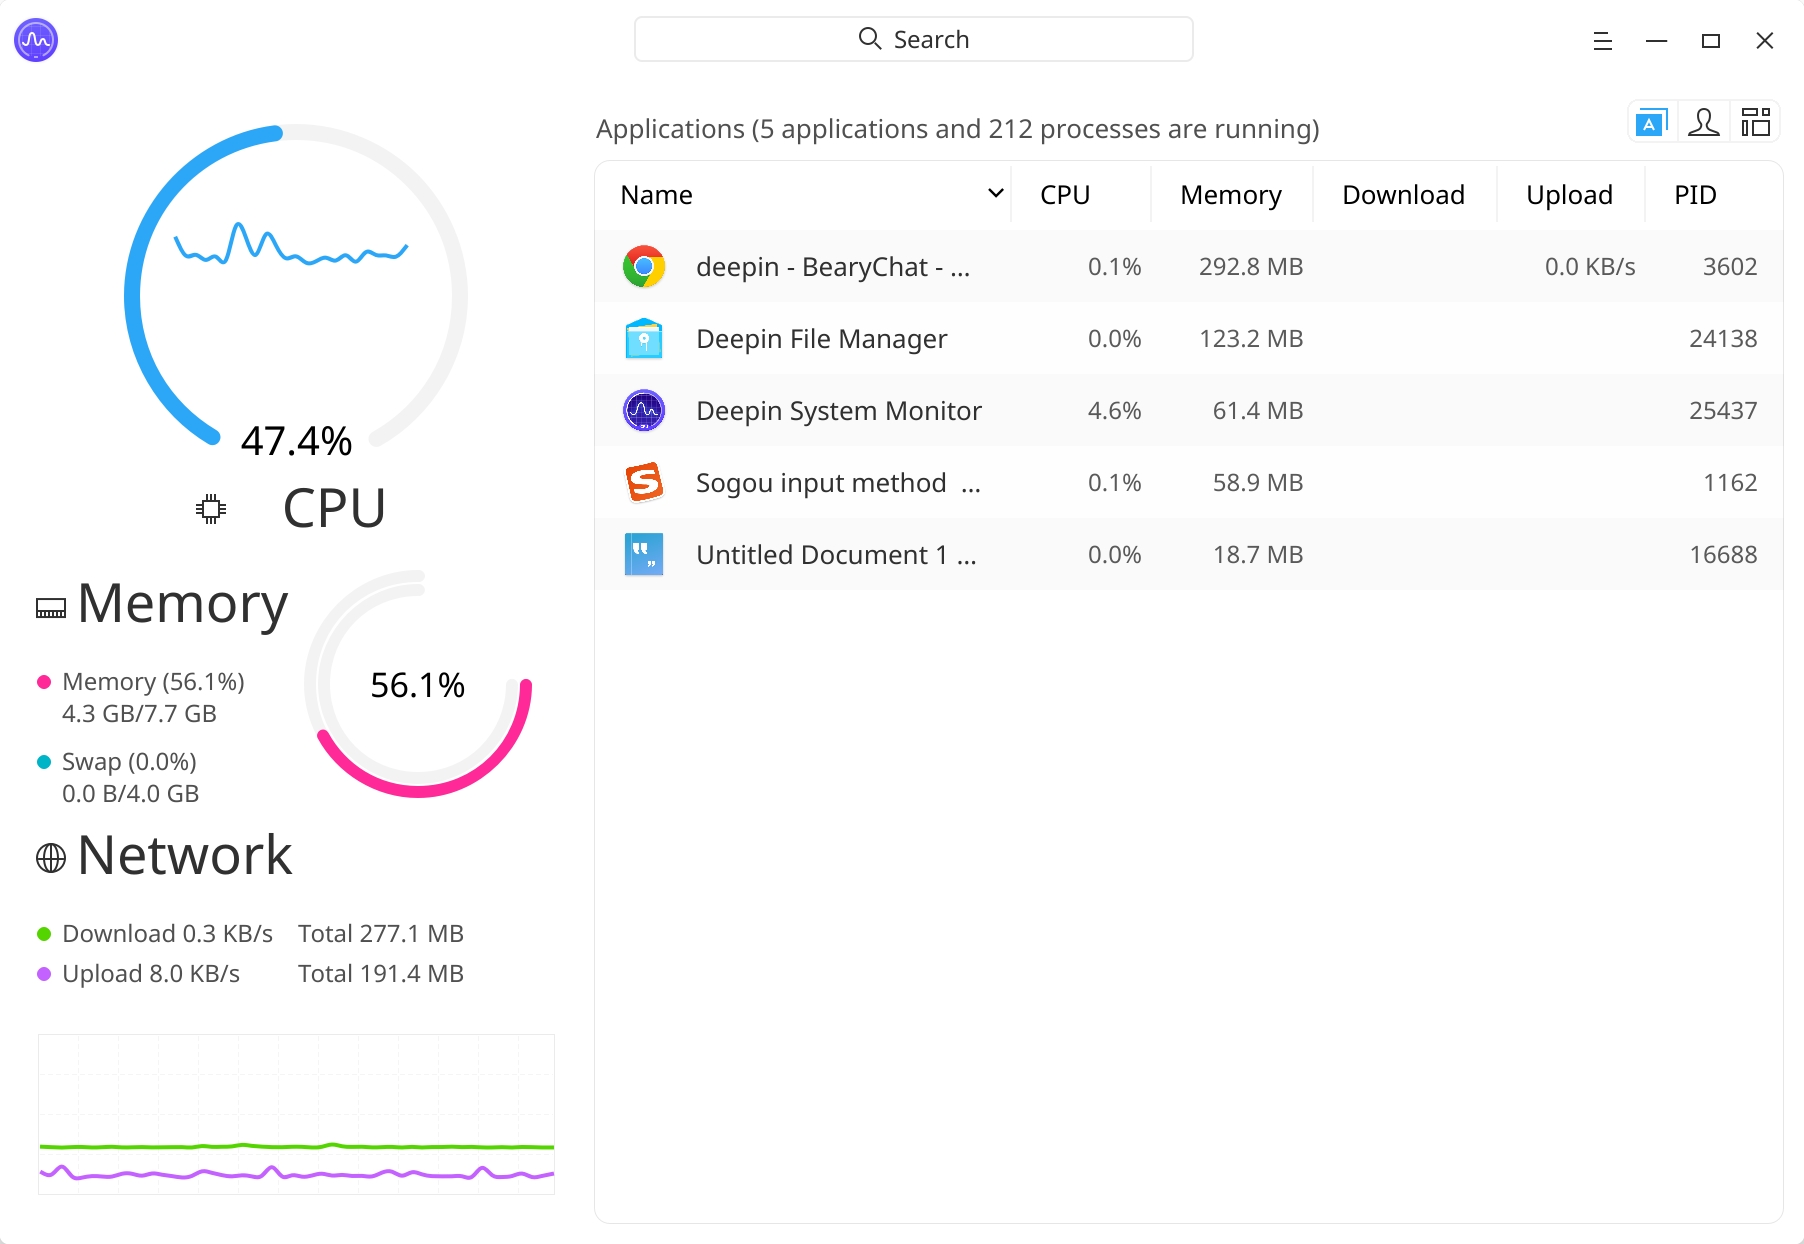 Search
47.4%
CPU
Memory
Memory (56.1%)
4.3 GB/7.7 GB
Swap (0.0%)
0.0 B/4.0 GB
56.1%
Network
Download 0.3 KB/s Total 277.1 MB
Upload 8.0 KB/s Total 191.4 MB
Applications (5 applications and 212 processes are running)
A
Name CPU Memory Download Upload PID
deepin - BearyChat - ... 0.1% 292.8 MB 0.0 KB/s 3602
Deepin File Manager 0.0% 123.2 MB 24138
Deepin System Monitor 4.6% 61.4 MB 25437
Sogou input method ... 0.1% 58.9 MB 1162
Untitled Document 1 ... 0.0% 18.7 MB 16688